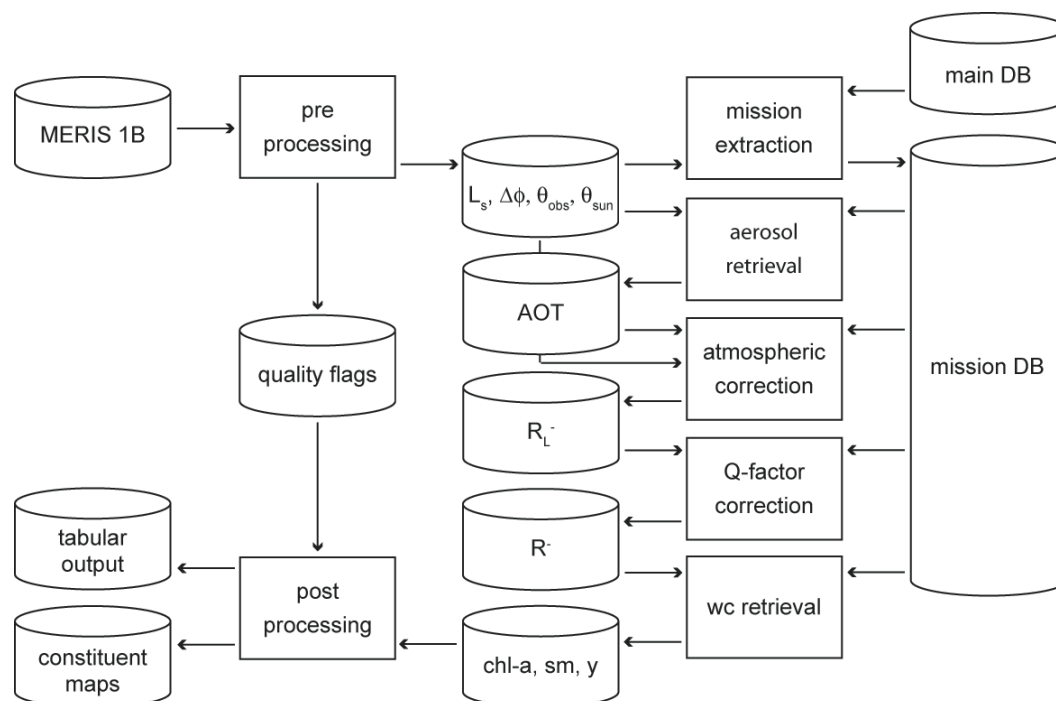 main DB
MERIS 1B
pre
processing
mission
extraction
Lₛ, Δϕ, θobs, θsun
aerosol
retrieval
AOT
quality flags
atmospheric
correction
mission DB
R_L⁻
Q-factor
correction
tabular
output
R⁻
post
processing
wc retrieval
constituent
maps
chl-a, sm, y